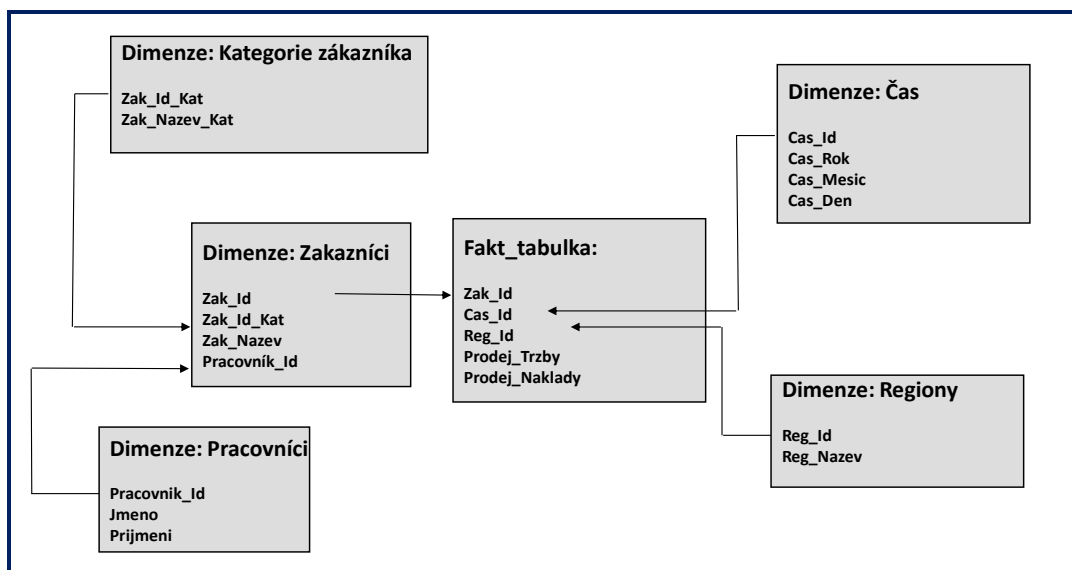 Dimenze: Kategorie zákazníka
Zak_Id_Kat
Zak_Nazev_Kat
Dimenze: Čas
Cas_Id
Cas_Rok
Cas_Mesic
Cas_Den
Dimenze: Zakazníci
Zak_Id
Zak_Id_Kat
Zak_Nazev
Pracovník_Id
Fakt_tabulka:
Zak_Id
Cas_Id
Reg_Id
Prodej_Trzby
Prodej_Naklady
Dimenze: Regiony
Reg_Id
Reg_Nazev
Dimenze: Pracovníci
Pracovnik_Id
Jmeno
Prijmeni